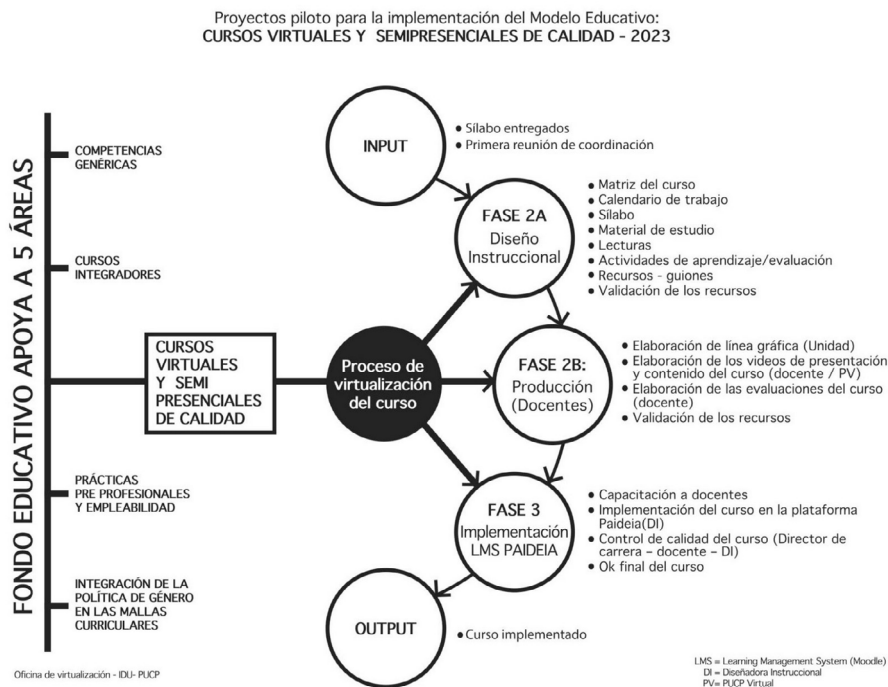 Proyectos piloto para la implementación del Modelo Educativo:
CURSOS VIRTUALES Y SEMIPRESENCIALES DE CALIDAD - 2023
FONDO EDUCATIVO APOYA A 5 ÁREAS
COMPETENCIAS
GENÉRICAS
CURSOS
INTEGRADORES
CURSOS
VIRTUALES
Y SEMI
PRESENCIALES
DE CALIDAD
PRÁCTICAS
PRE PROFESIONALES
Y EMPLEABILIDAD
INTEGRACIÓN DE LA
POLÍTICA DE GÉNERO
EN LAS MALLAS
CURRICULARES
Proceso de
virtualización
del curso
INPUT
• Sílabo entregados
• Primera reunión de coordinación
FASE 2A
Diseño
Instruccional
• Matriz del curso
• Calendario de trabajo
• Sílabo
• Material de estudio
• Lecturas
• Actividades de aprendizaje/evaluación
• Recursos - guiones
• Validación de los recursos
FASE 2B:
Producción
(Docentes)
• Elaboración de línea gráfica (Unidad)
• Elaboración de los videos de presentación
y contenido del curso (docente / PV)
• Elaboración de las evaluaciones del curso
(docente)
• Validación de los recursos
FASE 3
Implementación
LMS PAIDEIA
• Capacitación a docentes
• Implementación del curso en la plataforma
Paideia(DI)
• Control de calidad del curso (Director de
carrera – docente – DI)
• Ok final del curso
OUTPUT
• Curso implementado
Oficina de virtualización - IDU- PUCP
LMS = Learning Management System (Moodle)
DI = Diseñadora Instruccional
PV= PUCP Virtual